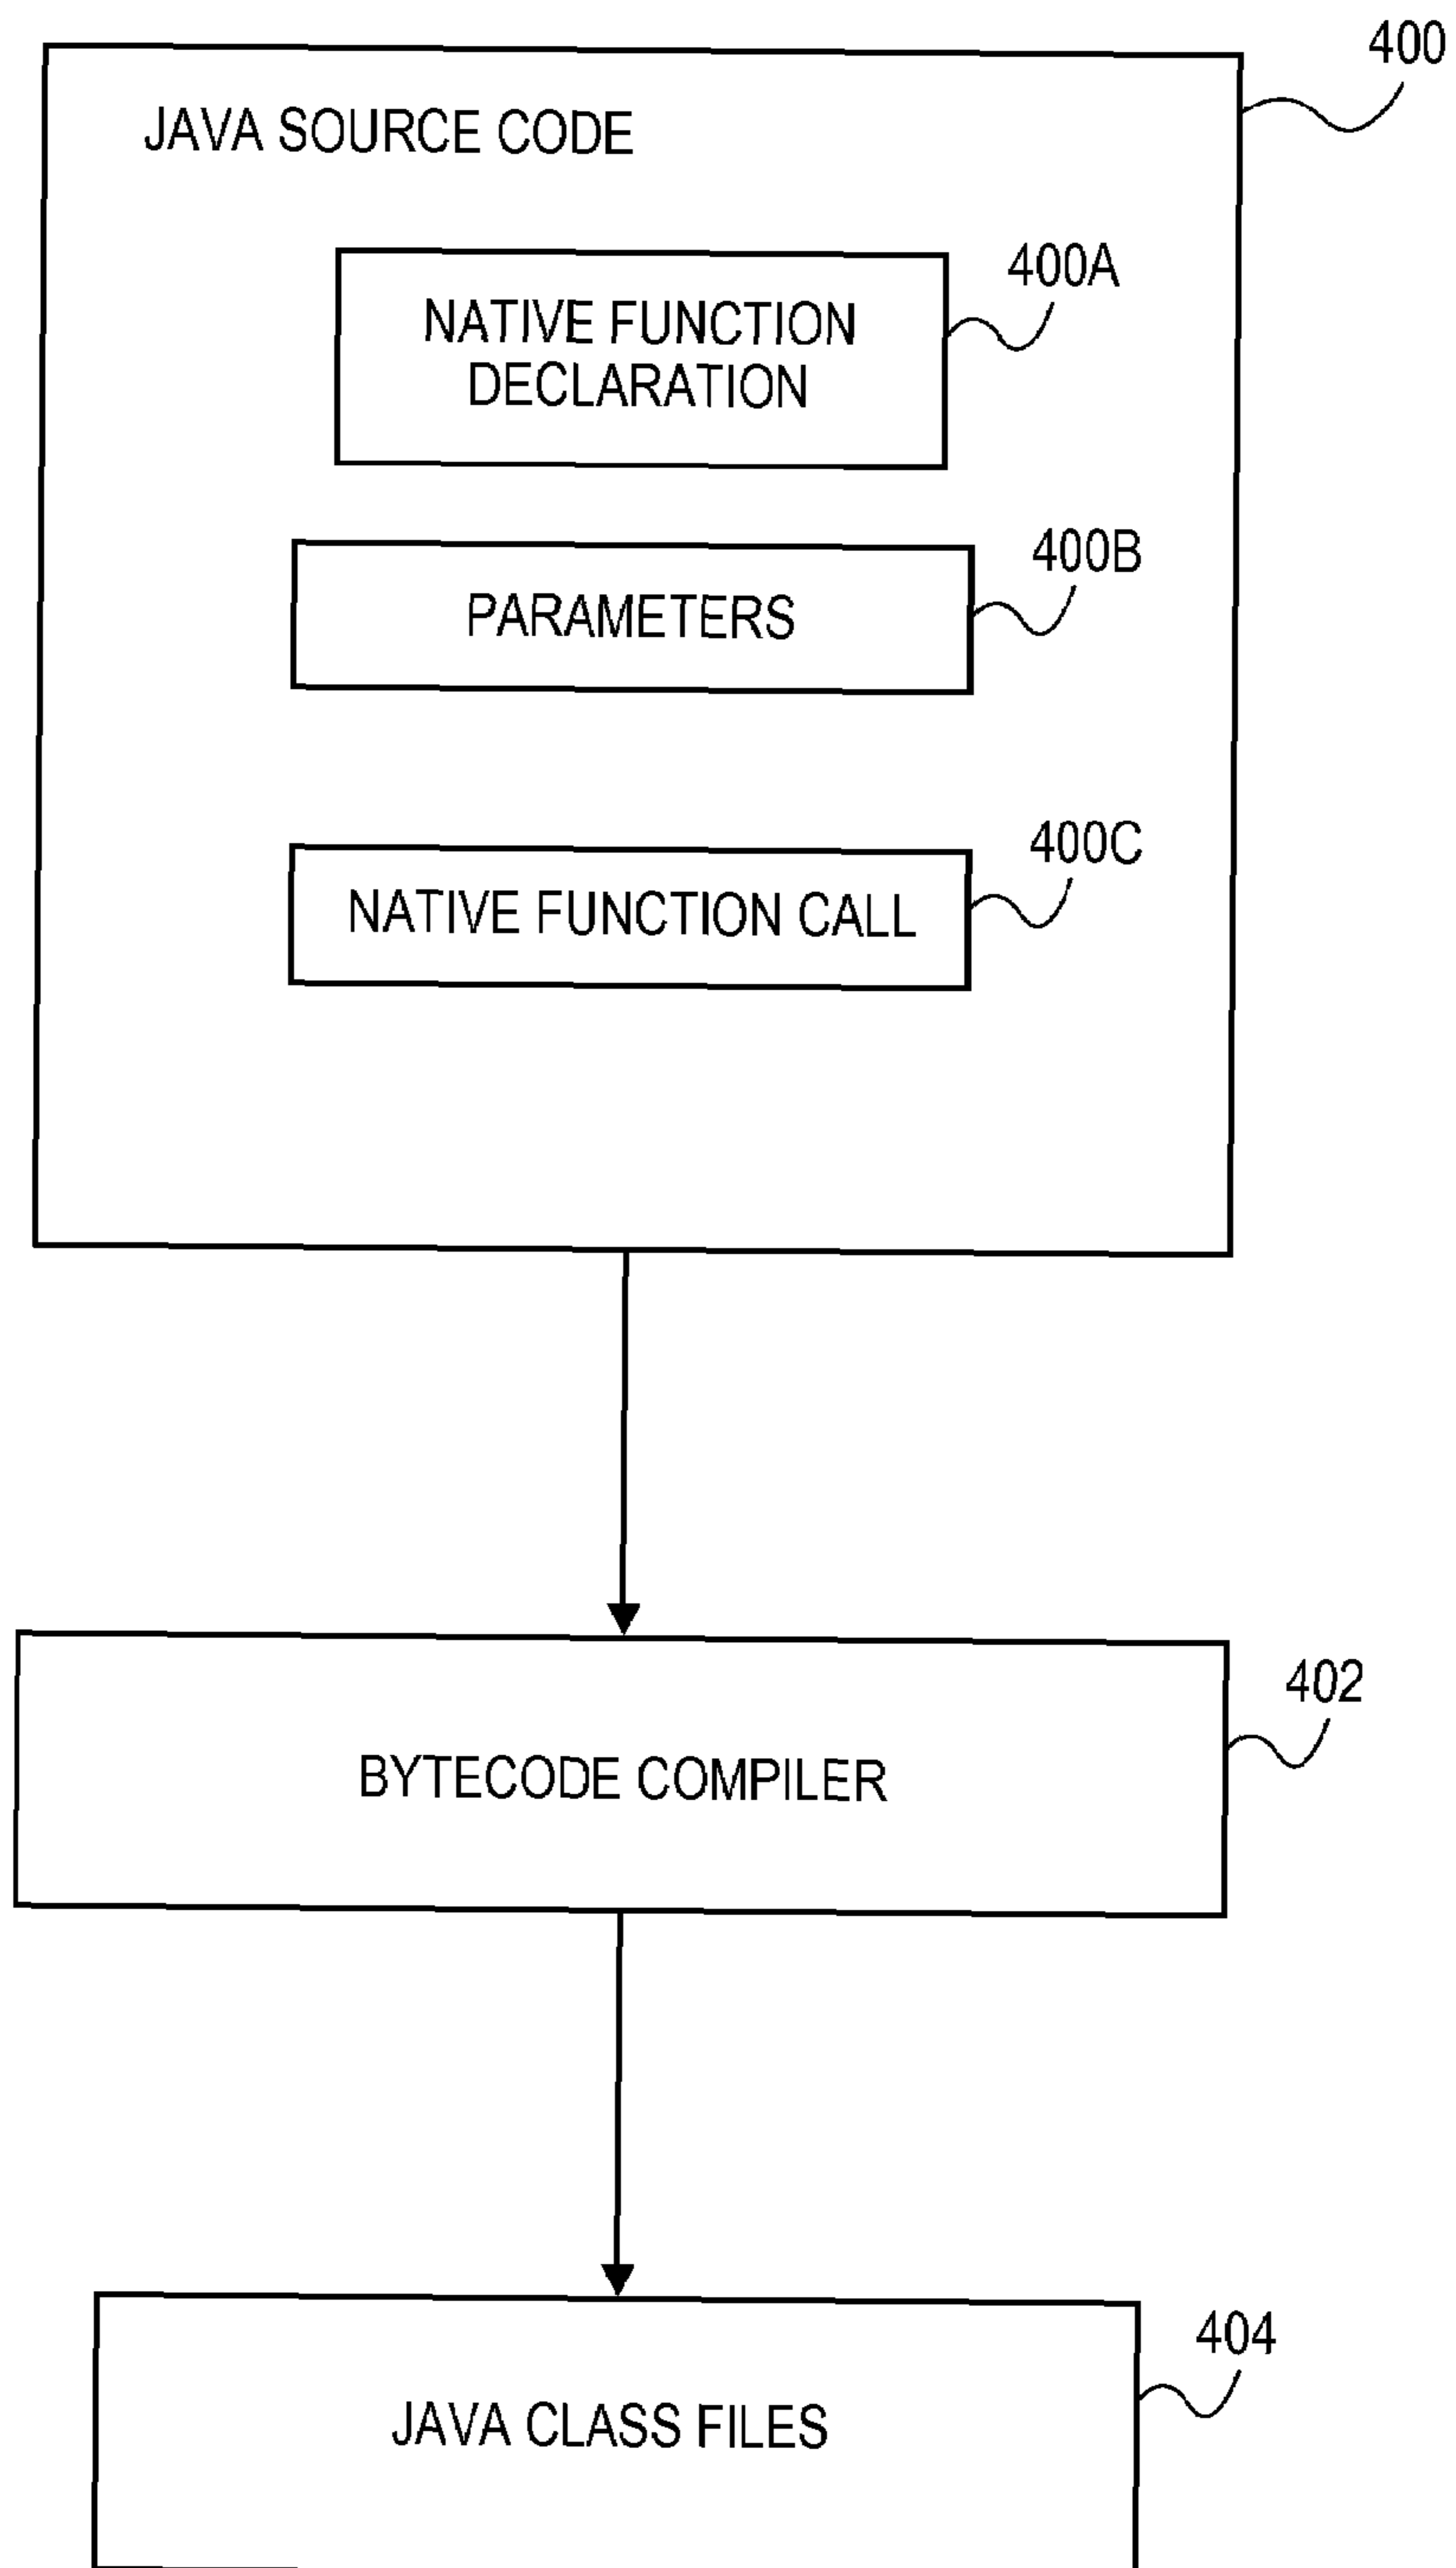 400
JAVA SOURCE CODE
400A
NATIVE FUNCTION
DECLARATION
400B
PARAMETERS
400C
NATIVE FUNCTION CALL
402
BYTECODE COMPILER
404
JAVA CLASS FILES